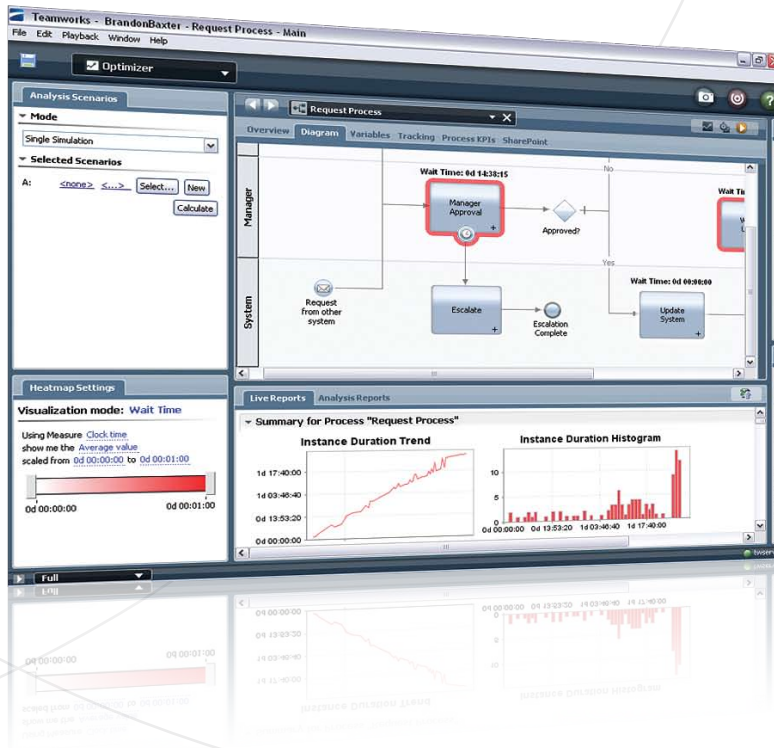 Teamworks - BrandonBaxter - Request Process - Main
File Edit Playback Window Help
Optimizer
Analysis Scenarios
Mode
Single Simulation
Selected Scenarios
A: <none> <...> Select... New
Calculate
Request Process
Overview Diagram Variables Tracking Process KPIs SharePoint
Manager
Wait Time: 0d 14:38:15
Manager
Approval
Approved?
No
Yes
System
Request
from other
system
Escalate
Escalation
Complete
Wait Time: 0d 00:00:00
Update
System
Heatmap Settings
Visualization mode: Wait Time
Using Measure Clock time
show me the Average value
scaled from 0d 00:00:00 to 0d 00:01:00
0d 00:00:00 0d 00:01:00
Live Reports Analysis Reports
Summary for Process "Request Process"
Instance Duration Trend
1d 17:40:00
1d 03:46:40
0d 13:53:20
0d 00:00:00
Instance Duration Histogram
10
5
0
0d 00:00:00 0d 13:53:20 1d 03:46:40 1d 17:40:00
Full